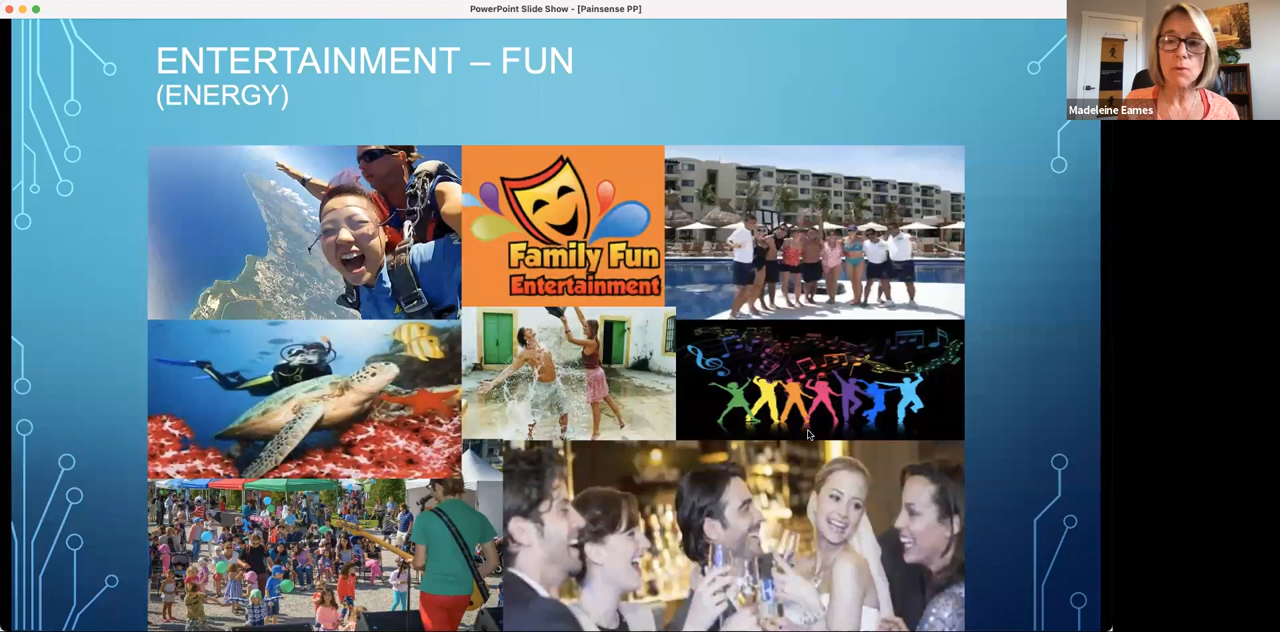 PowerPoint Slide Show - [Painsense PP]
ENTERTAINMENT – FUN
(ENERGY)
Madeleine Eames
Family Fun
Entertainment